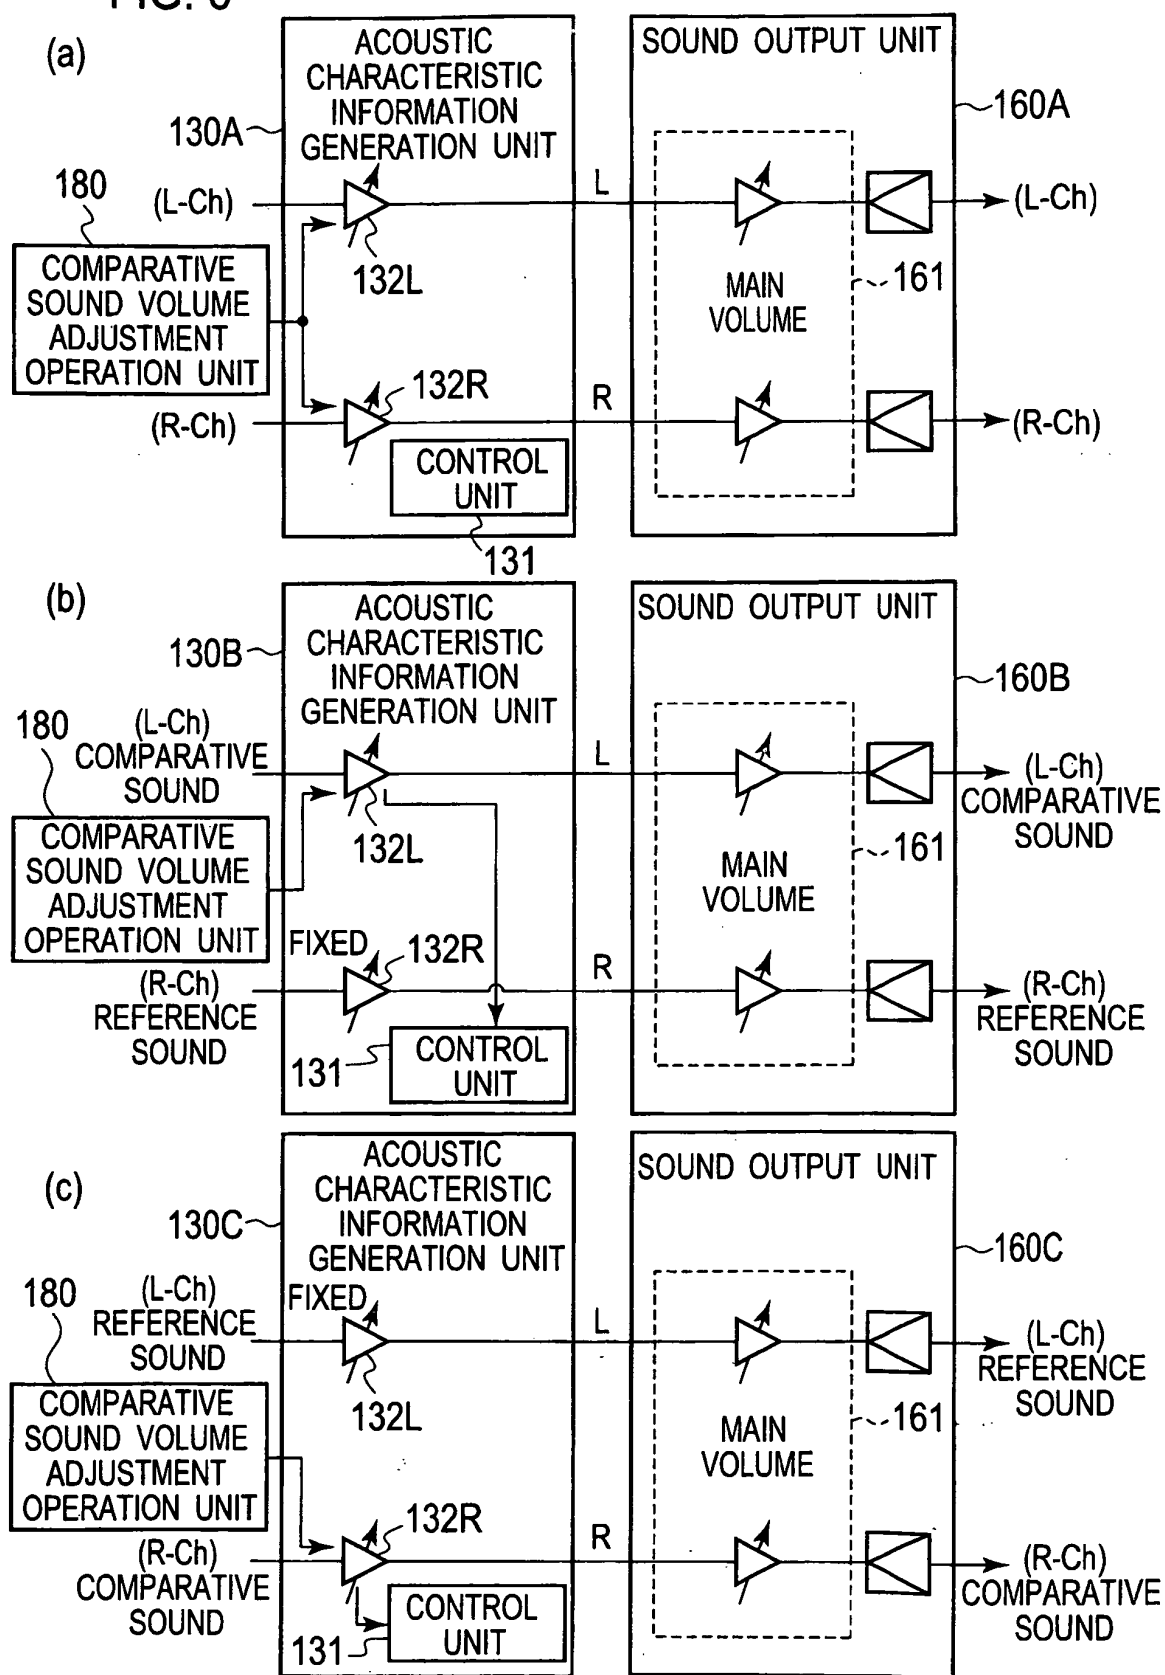 (a)
ACOUSTIC
CHARACTERISTIC
INFORMATION
GENERATION UNIT
SOUND OUTPUT UNIT
130A
160A
180
(L-Ch)
L
(L-Ch)
132L
COMPARATIVE
SOUND VOLUME
ADJUSTMENT
OPERATION UNIT
MAIN
VOLUME
161
132R
(R-Ch)
R
(R-Ch)
CONTROL
UNIT
131
(b)
ACOUSTIC
CHARACTERISTIC
INFORMATION
GENERATION UNIT
SOUND OUTPUT UNIT
130B
160B
180
(L-Ch)
COMPARATIVE
SOUND
L
(L-Ch)
COMPARATIVE
SOUND
132L
COMPARATIVE
SOUND VOLUME
ADJUSTMENT
OPERATION UNIT
MAIN
VOLUME
161
FIXED
132R
(R-Ch)
REFERENCE
SOUND
R
(R-Ch)
REFERENCE
SOUND
CONTROL
UNIT
131
(c)
ACOUSTIC
CHARACTERISTIC
INFORMATION
GENERATION UNIT
SOUND OUTPUT UNIT
130C
160C
180
(L-Ch)
REFERENCE
SOUND
FIXED
L
(L-Ch)
REFERENCE
SOUND
132L
COMPARATIVE
SOUND VOLUME
ADJUSTMENT
OPERATION UNIT
MAIN
VOLUME
161
132R
(R-Ch)
COMPARATIVE
SOUND
R
(R-Ch)
COMPARATIVE
SOUND
CONTROL
UNIT
131